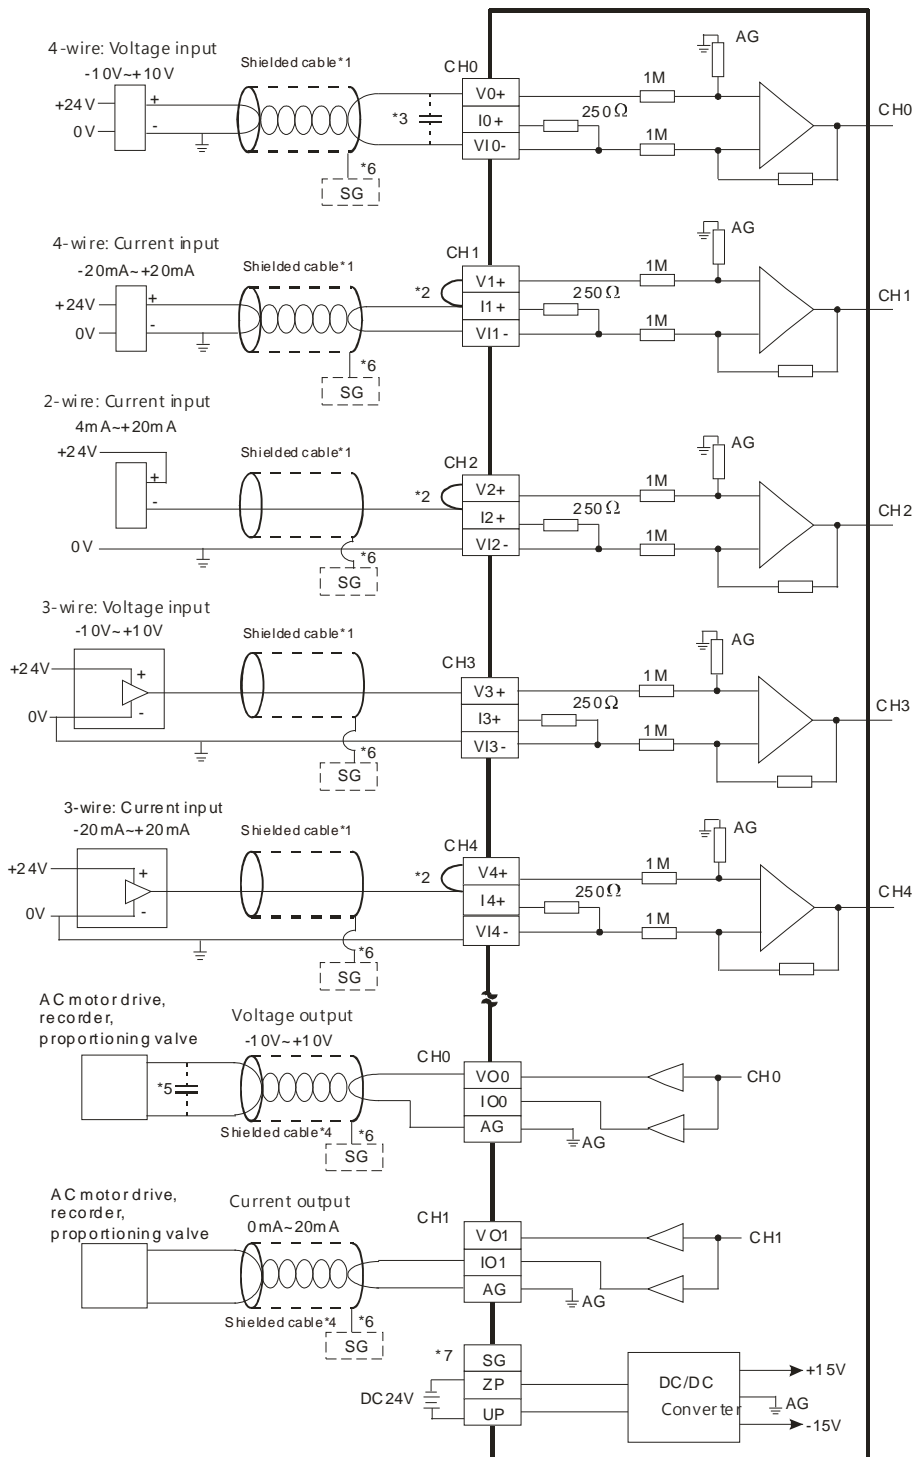 4-wire: Voltage input
-10V~+10V
+24V
0V
+
-
Shielded cable*1
*3
*6
SG
CH0
V0+
I0+
VI0-
250Ω
1M
1M
AG
CH0
4-wire: Current input
-20mA~+20mA
+24V
0V
+
-
Shielded cable*1
*2
*6
SG
CH1
V1+
I1+
VI1-
250Ω
1M
1M
AG
CH1
2-wire: Current input
4mA~+20mA
+24V
+
-
0V
Shielded cable*1
*2
*6
SG
CH2
V2+
I2+
VI2-
250Ω
1M
1M
AG
CH2
3-wire: Voltage input
-10V~+10V
+24V
0V
+
-
Shielded cable*1
*6
SG
CH3
V3+
I3+
VI3-
250Ω
1M
1M
AG
CH3
3-wire: Current input
-20mA~+20mA
+24V
0V
+
-
Shielded cable*1
*2
*6
SG
CH4
V4+
I4+
VI4-
250Ω
1M
1M
AG
CH4
AC motor drive,
recorder,
proportioning valve
Voltage output
-10V~+10V
*5
Shielded cable*4
*6
SG
CH0
VO0
IO0
AG
AG
CH0
AC motor drive,
recorder,
proportioning valve
Current output
0mA~20mA
Shielded cable*4
*6
SG
CH1
VO1
IO1
AG
AG
CH1
*7
DC24V
SG
ZP
UP
DC/DC
Converter
+15V
AG
-15V